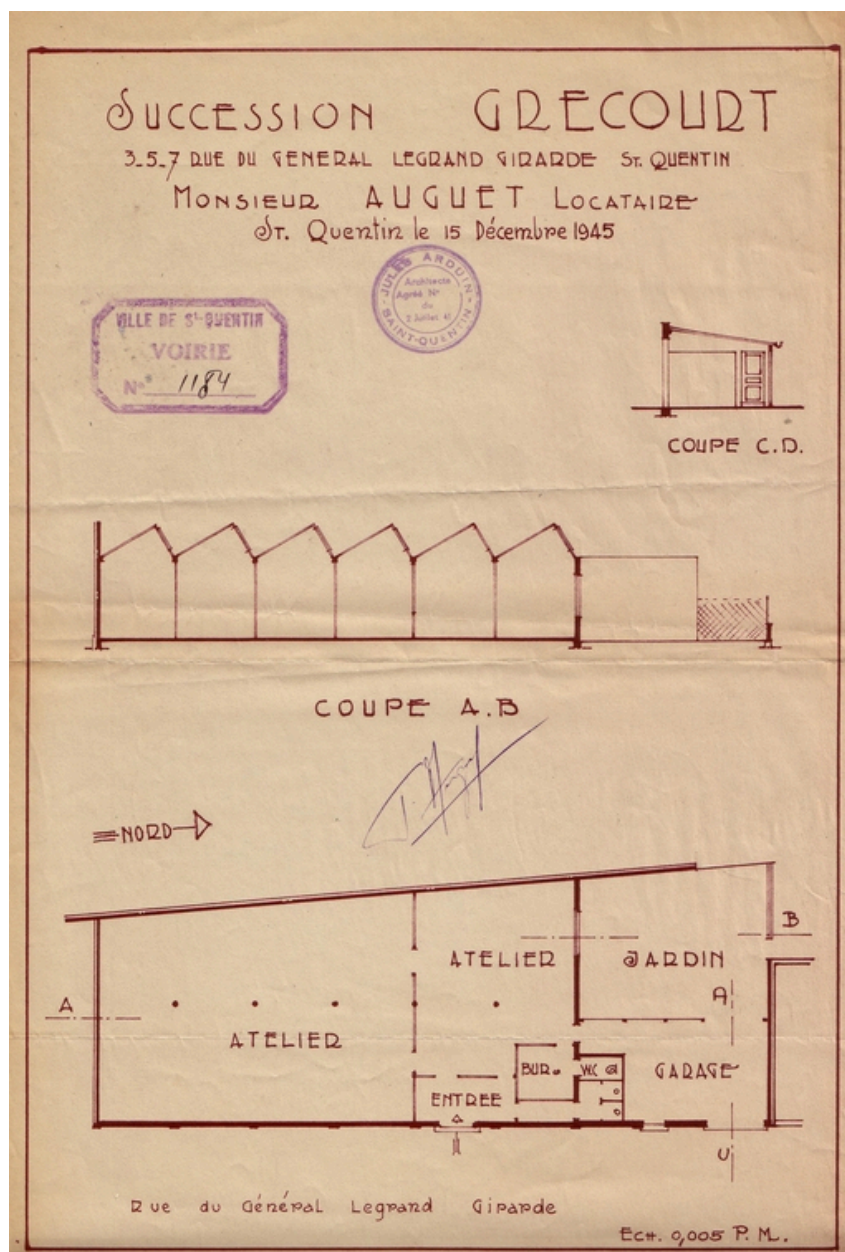 SUCCESSION GRECOURT
3-5-7 RUE DU GENERAL LEGRAND GIRARDE ST. QUENTIN
MONSIEUR AUGUET LOCATAIRE
ST. Quentin le 15 Décembre 1945
JULES ARDUIN
Architecte
Agréé N°
du
2 Juillet 41
SAINT-QUENTIN
VILLE DE St-QUENTIN
VOIRIE
N° 1184
COUPE C.D.
COUPE A.B
NORD
B
ATELIER JARDIN
A
A
ATELIER
BUR. W.C GARAGE
ENTREE
U
Rue du Général Legrand Girarde
ECH. 0,005 P. M.